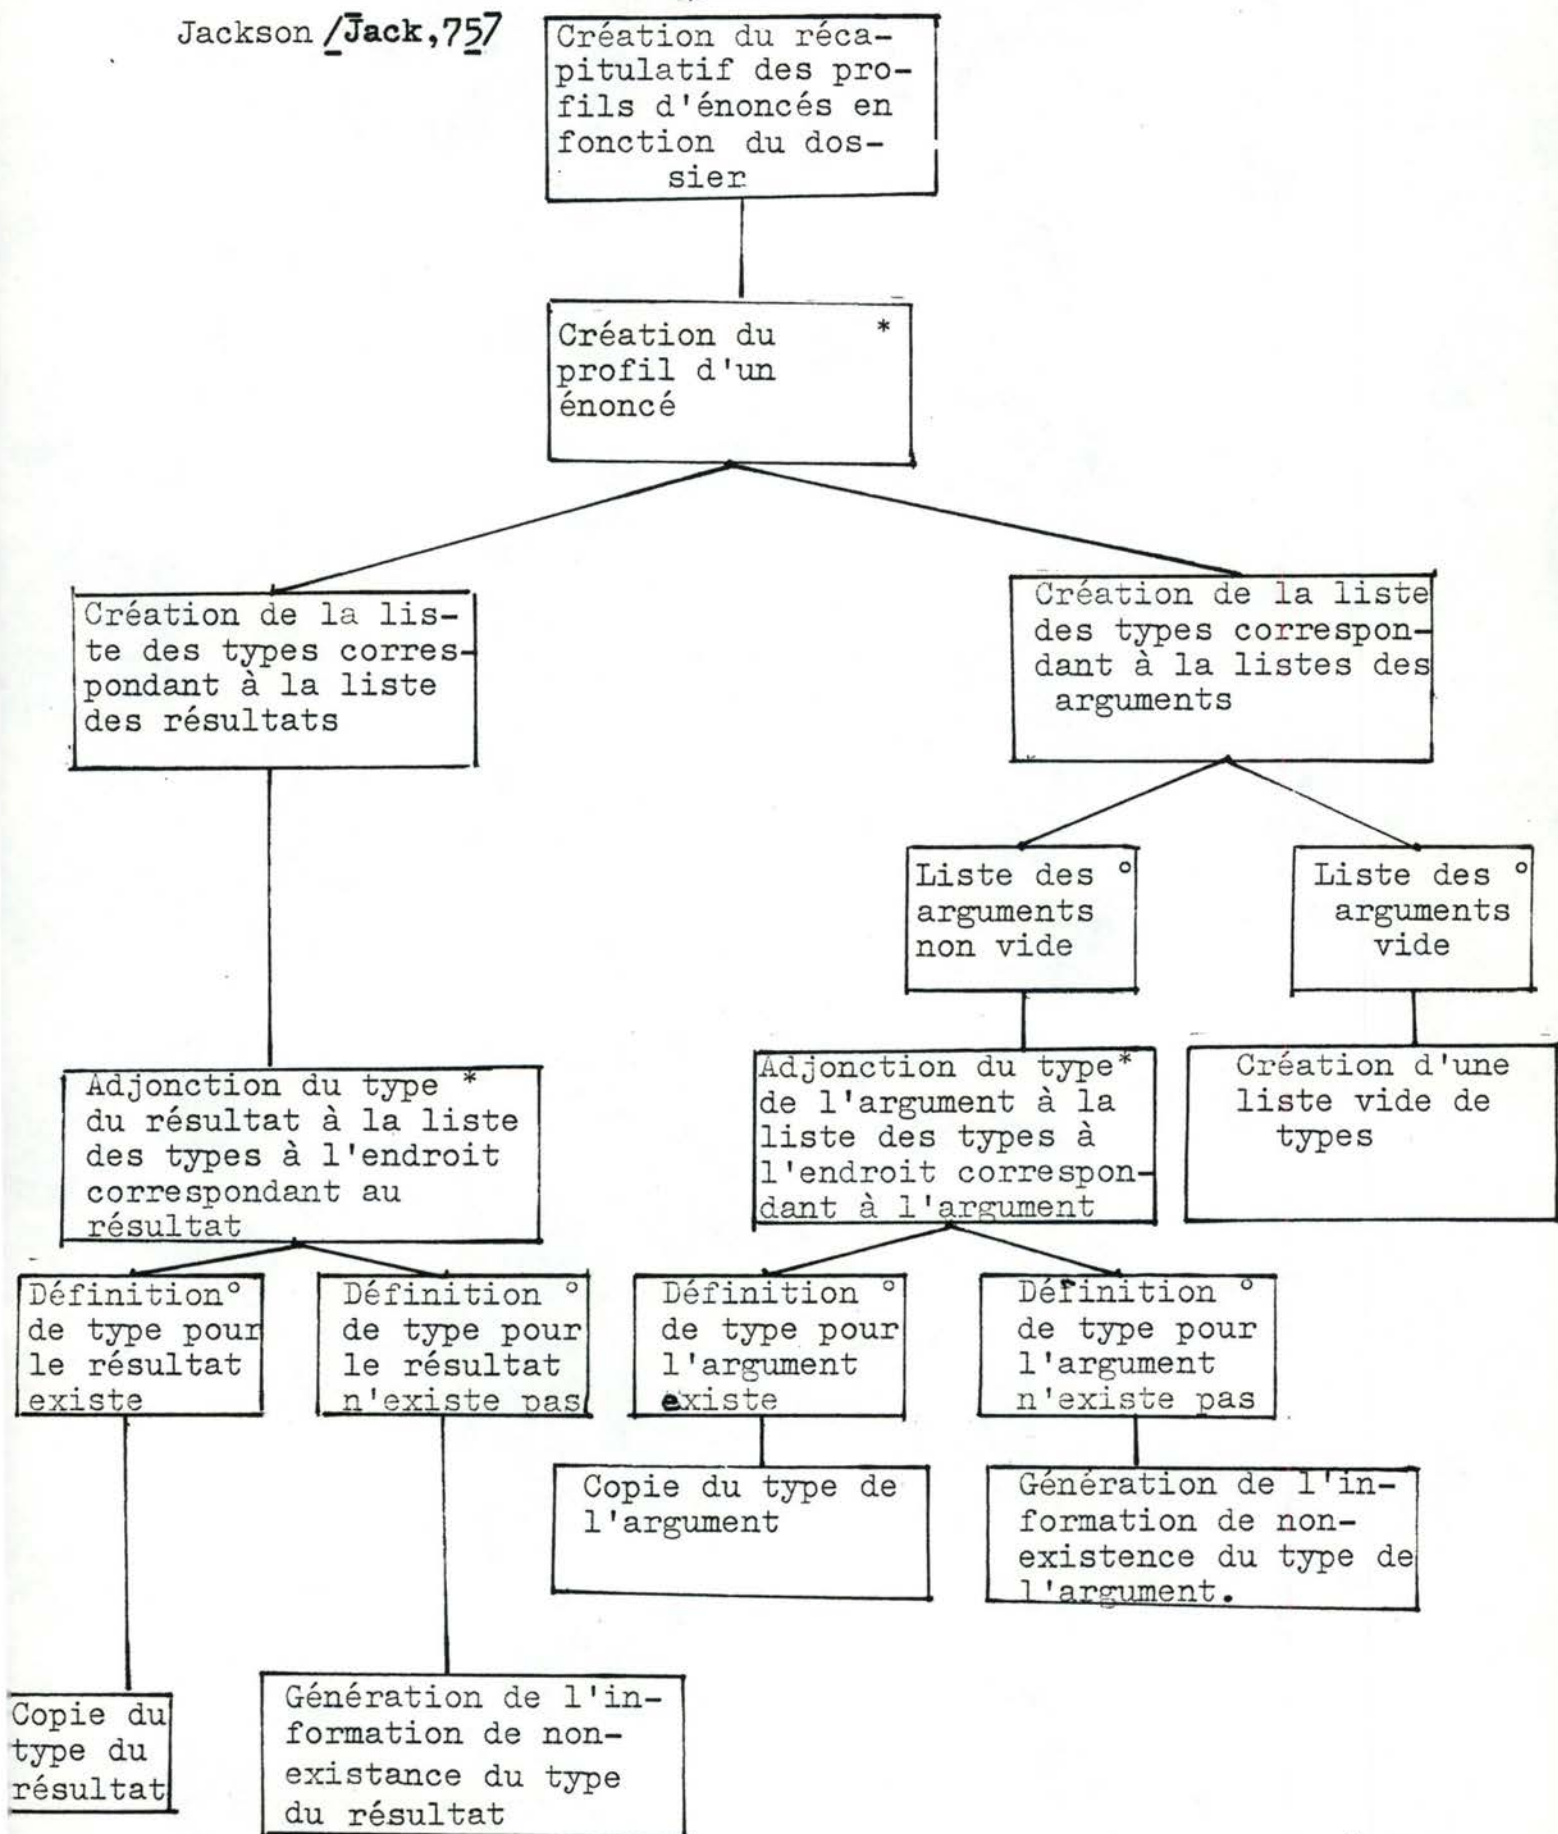 Jackson /Jack,757
Création du réca-
pitulatif des pro-
fils d'énoncés en
fonction du dos-
sier
Création du *
profil d'un
énoncé
Création de la lis-
te des types corres-
pondant à la liste
des résultats
Création de la liste
des types correspon-
dant à la listes des
arguments
Liste des °
arguments
non vide
Liste des °
arguments
vide
Adjonction du type *
du résultat à la liste
des types à l'endroit
correspondant au
résultat
Adjonction du type*
de l'argument à la
liste des types à
l'endroit correspon-
dant à l'argument
Création d'une
liste vide de
types
Définition°
de type pour
le résultat
existe
Définition °
de type pour
le résultat
n'existe pas
Définition °
de type pour
l'argument
existe
Définition °
de type pour
l'argument
n'existe pas
Copie du type de
l'argument
Génération de l'in-
formation de non-
existence du type de
l'argument.
Copie du
type du
résultat
Génération de l'in-
formation de non-
existance du type
du résultat